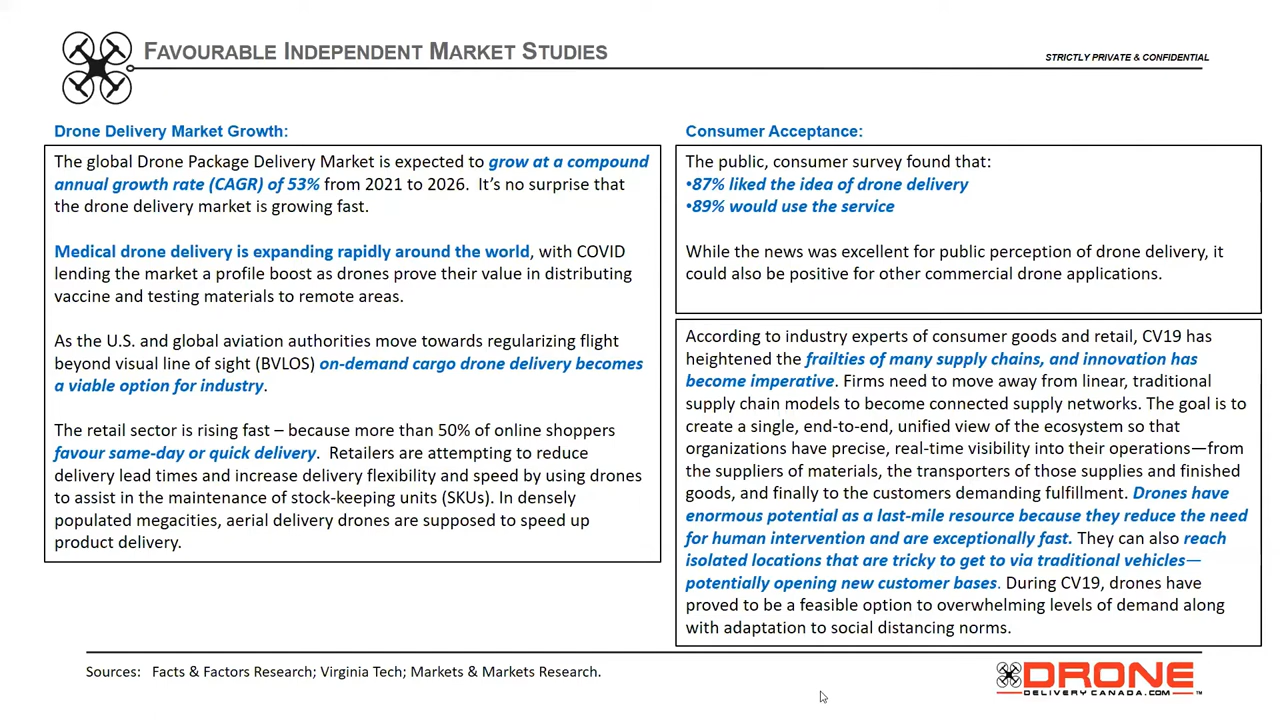 FAVOURABLE INDEPENDENT MARKET STUDIES
STRICTLY PRIVATE & CONFIDENTIAL
Drone Delivery Market Growth:
The global Drone Package Delivery Market is expected to grow at a compound
annual growth rate (CAGR) of 53% from 2021 to 2026.  It's no surprise that
the drone delivery market is growing fast.
Medical drone delivery is expanding rapidly around the world, with COVID
lending the market a profile boost as drones prove their value in distributing
vaccine and testing materials to remote areas.
As the U.S. and global aviation authorities move towards regularizing flight
beyond visual line of sight (BVLOS) on-demand cargo drone delivery becomes
a viable option for industry.
The retail sector is rising fast – because more than 50% of online shoppers
favour same-day or quick delivery.  Retailers are attempting to reduce
delivery lead times and increase delivery flexibility and speed by using drones
to assist in the maintenance of stock-keeping units (SKUs). In densely
populated megacities, aerial delivery drones are supposed to speed up
product delivery.
Consumer Acceptance:
The public, consumer survey found that:
•87% liked the idea of drone delivery
•89% would use the service
While the news was excellent for public perception of drone delivery, it
could also be positive for other commercial drone applications.
According to industry experts of consumer goods and retail, CV19 has
heightened the frailties of many supply chains, and innovation has
become imperative. Firms need to move away from linear, traditional
supply chain models to become connected supply networks. The goal is to
create a single, end-to-end, unified view of the ecosystem so that
organizations have precise, real-time visibility into their operations—from
the suppliers of materials, the transporters of those supplies and finished
goods, and finally to the customers demanding fulfillment. Drones have
enormous potential as a last-mile resource because they reduce the need
for human intervention and are exceptionally fast. They can also reach
isolated locations that are tricky to get to via traditional vehicles—
potentially opening new customer bases. During CV19, drones have
proved to be a feasible option to overwhelming levels of demand along
with adaptation to social distancing norms.
Sources:   Facts & Factors Research; Virginia Tech; Markets & Markets Research.
DRONE
DELIVERY CANADA.COM ™